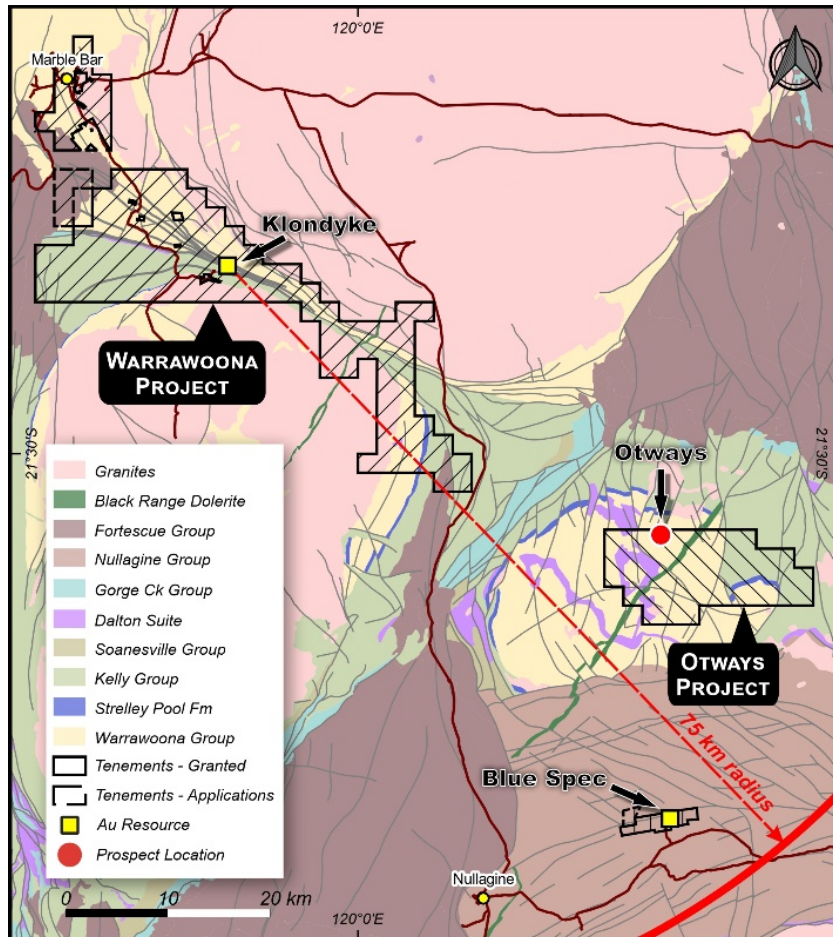 120°0'E
Marble Bar
Klondyke
WARRAWOONA
PROJECT
21°30'S
21°30'S
Otways
Granites
Black Range Dolerite
Fortescue Group
Nullagine Group
Gorge Ck Group
Dalton Suite
Soanesville Group
Kelly Group
Strelley Pool Fm
Warrawoona Group
Tenements - Granted
Tenements - Applications
Au Resource
Prospect Location
OTWAYS
PROJECT
75 km radius
Blue Spec
Nullagine
0 10 20 km
120°0'E